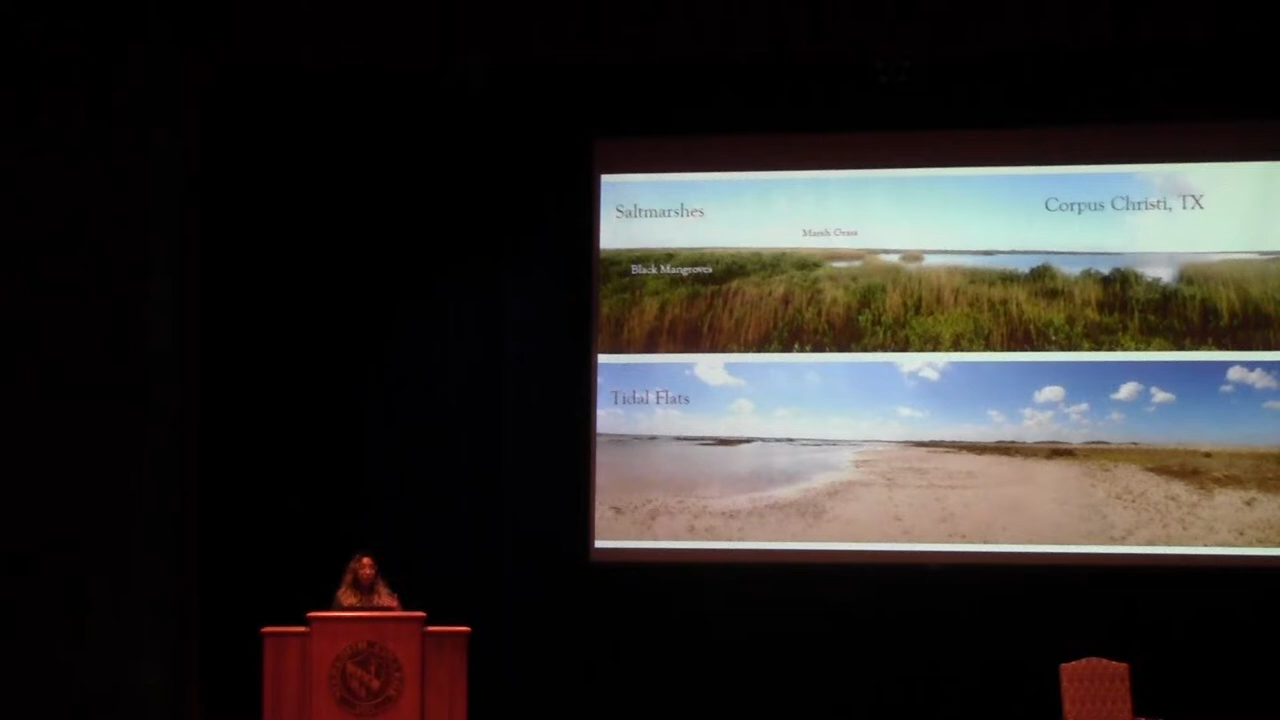 Saltmarshes
Corpus Christi, TX
Marsh Grass
Black Mangroves
Tidal Flats